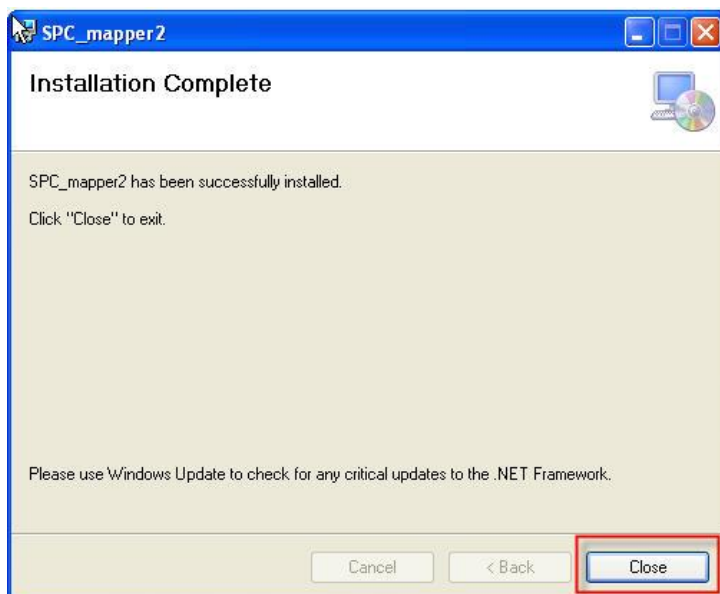 SPC_mapper2
Installation Complete
SPC_mapper2 has been successfully installed.
Click "Close" to exit.
Please use Windows Update to check for any critical updates to the .NET Framework.
Cancel
< Back
Close